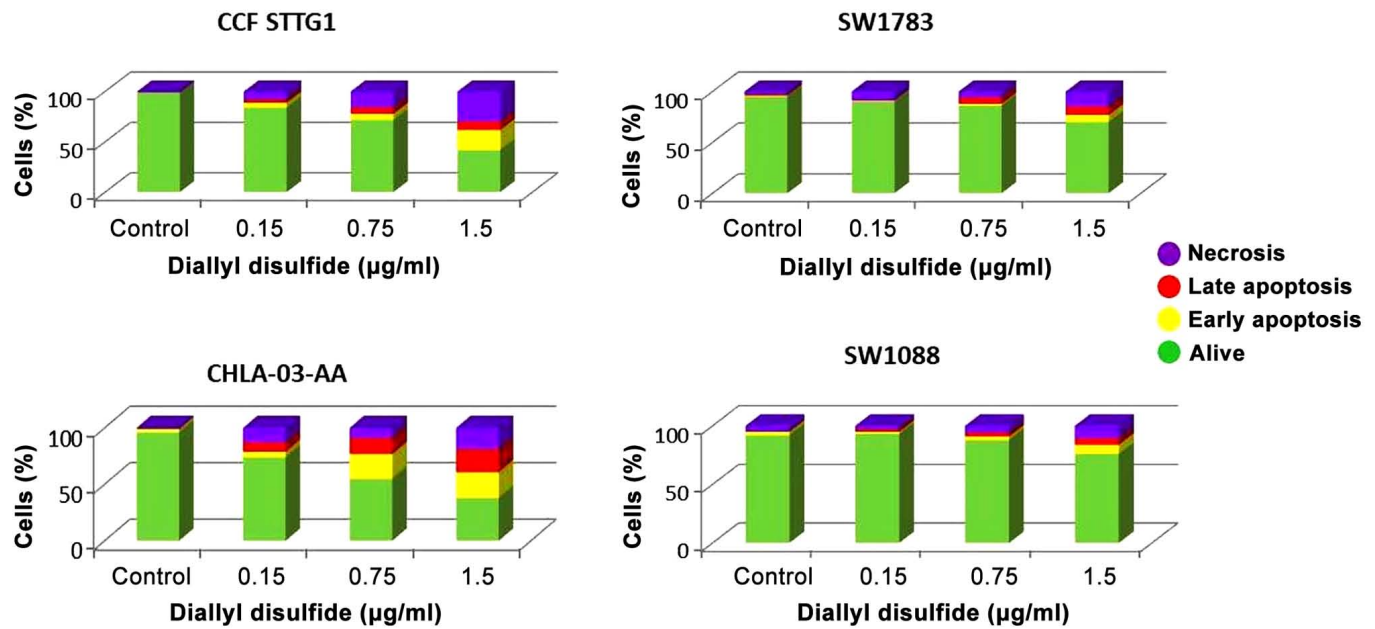 CCF STTG1
Cells (%)
100
50
0
Control 0.15 0.75 1.5
Diallyl disulfide (µg/ml)
SW1783
Cells (%)
100
50
0
Control 0.15 0.75 1.5
Diallyl disulfide (µg/ml)
Necrosis
Late apoptosis
Early apoptosis
Alive
CHLA-03-AA
Cells (%)
100
50
0
Control 0.15 0.75 1.5
Diallyl disulfide (µg/ml)
SW1088
Cells (%)
100
50
0
Control 0.15 0.75 1.5
Diallyl disulfide (µg/ml)